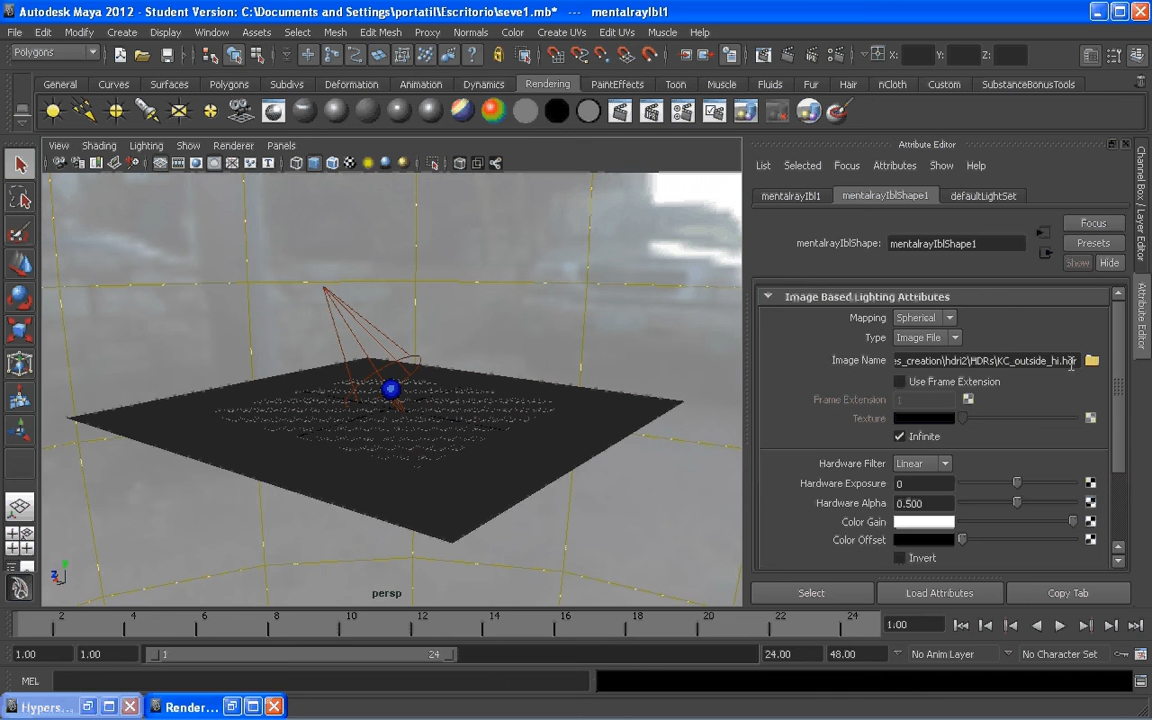 Autodesk Maya 2012 - Student Version: C:\Documents and Settings\portatil\Escritorio\seve1.mb* --- mentalrayIbl1
File Edit Modify Create Display Window Assets Select Mesh Edit Mesh Proxy Normals Color Create UVs Edit UVs Muscle Help
Polygons X: Y: Z:
General Curves Surfaces Polygons Subdivs Deformation Animation Dynamics Rendering PaintEffects Toon Muscle Fluids Fur Hair nCloth Custom SubstanceBonusTools
View Shading Lighting Show Renderer Panels
Attribute Editor
List Selected Focus Attributes Show Help
mentalrayIbl1 mentalrayIblShape1 defaultLightSet
Focus
mentalrayIblShape: mentalrayIblShape1 Presets
Show Hide
Image Based Lighting Attributes
Mapping Spherical
Type Image File
Image Name es_creation\hdri2\HDRs\KC_outside_hi.hdr
Use Frame Extension
Frame Extension 1
Texture
Infinite
Hardware Filter Linear
Hardware Exposure 0
Hardware Alpha 0.500
Color Gain
Color Offset
Invert
Select Load Attributes Copy Tab
Channel Box / Layer Editor
Attribute Editor
persp
2 4 6 8 10 12 14 16 18 20 22 24 1.00
1.00 1.00 1 24 24.00 48.00 No Anim Layer No Character Set
MEL
Hypers... Render...